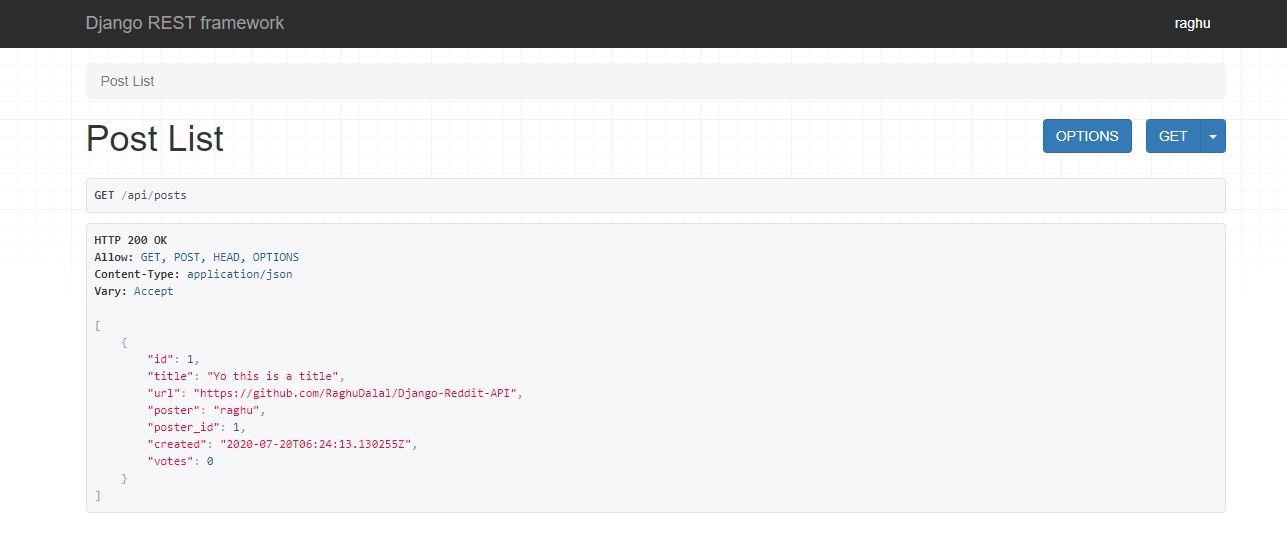 Django REST framework
raghu
Post List
Post List
OPTIONS
GET
GET /api/posts
HTTP 200 OK
Allow: GET, POST, HEAD, OPTIONS
Content-Type: application/json
Vary: Accept
[
    {
        "id": 1,
        "title": "Yo this is a title",
        "url": "https://github.com/RaghuDalal/Django-Reddit-API",
        "poster": "raghu",
        "poster_id": 1,
        "created": "2020-07-20T06:24:13.130255Z",
        "votes": 0
    }
]